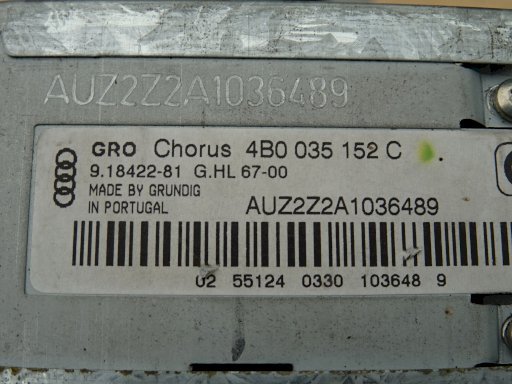 AUZ2Z2A1036489
GRO Chorus 4B0 035 152 C
9.18422-81 G.HL 67-00
MADE BY GRUNDIG
IN PORTUGAL
AUZ2Z2A1036489
02 55124 0330 103648 9